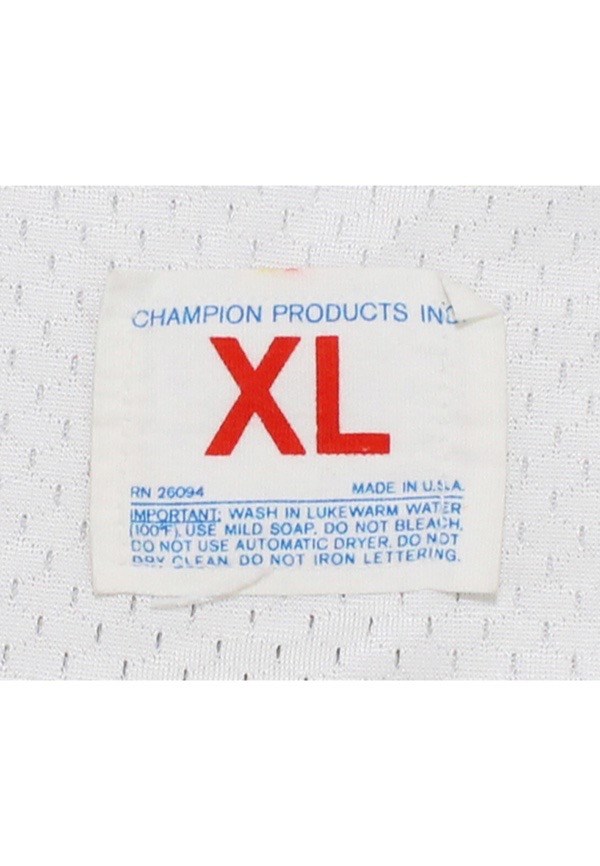 CHAMPION PRODUCTS INC.
XL
RN 26094 MADE IN U.S.A.
IMPORTANT: WASH IN LUKEWARM WATER
(100°F). USE MILD SOAP. DO NOT BLEACH.
DO NOT USE AUTOMATIC DRYER. DO NOT
DRY CLEAN. DO NOT IRON LETTERING.